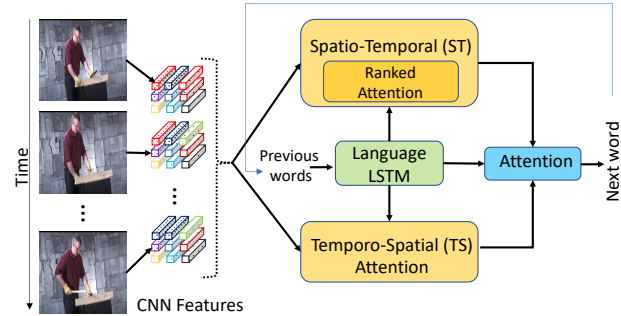 Time
...
...
...
CNN Features
Spatio-Temporal (ST)
Ranked
Attention
Previous
words
Language
LSTM
Attention
Next word
Temporo-Spatial (TS)
Attention